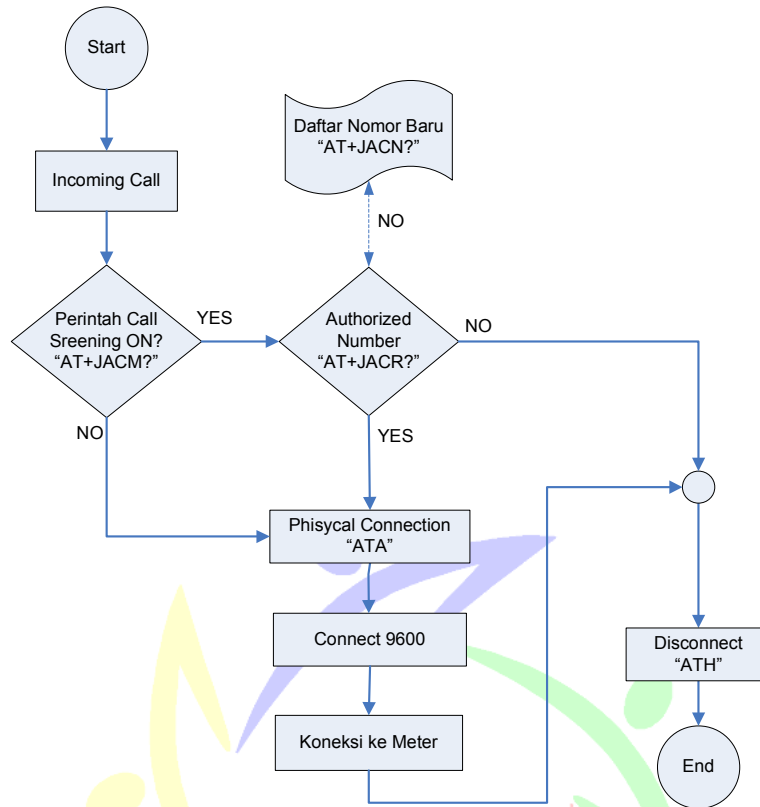 Start
Incoming Call
Daftar Nomor Baru
“AT+JACN?”
NO
Perintah Call
Sreening ON?
“AT+JACM?”
YES
Authorized
Number
“AT+JACR?”
NO
NO
YES
Phisycal Connection
“ATA”
Connect 9600
Disconnect
“ATH”
Koneksi ke Meter
End